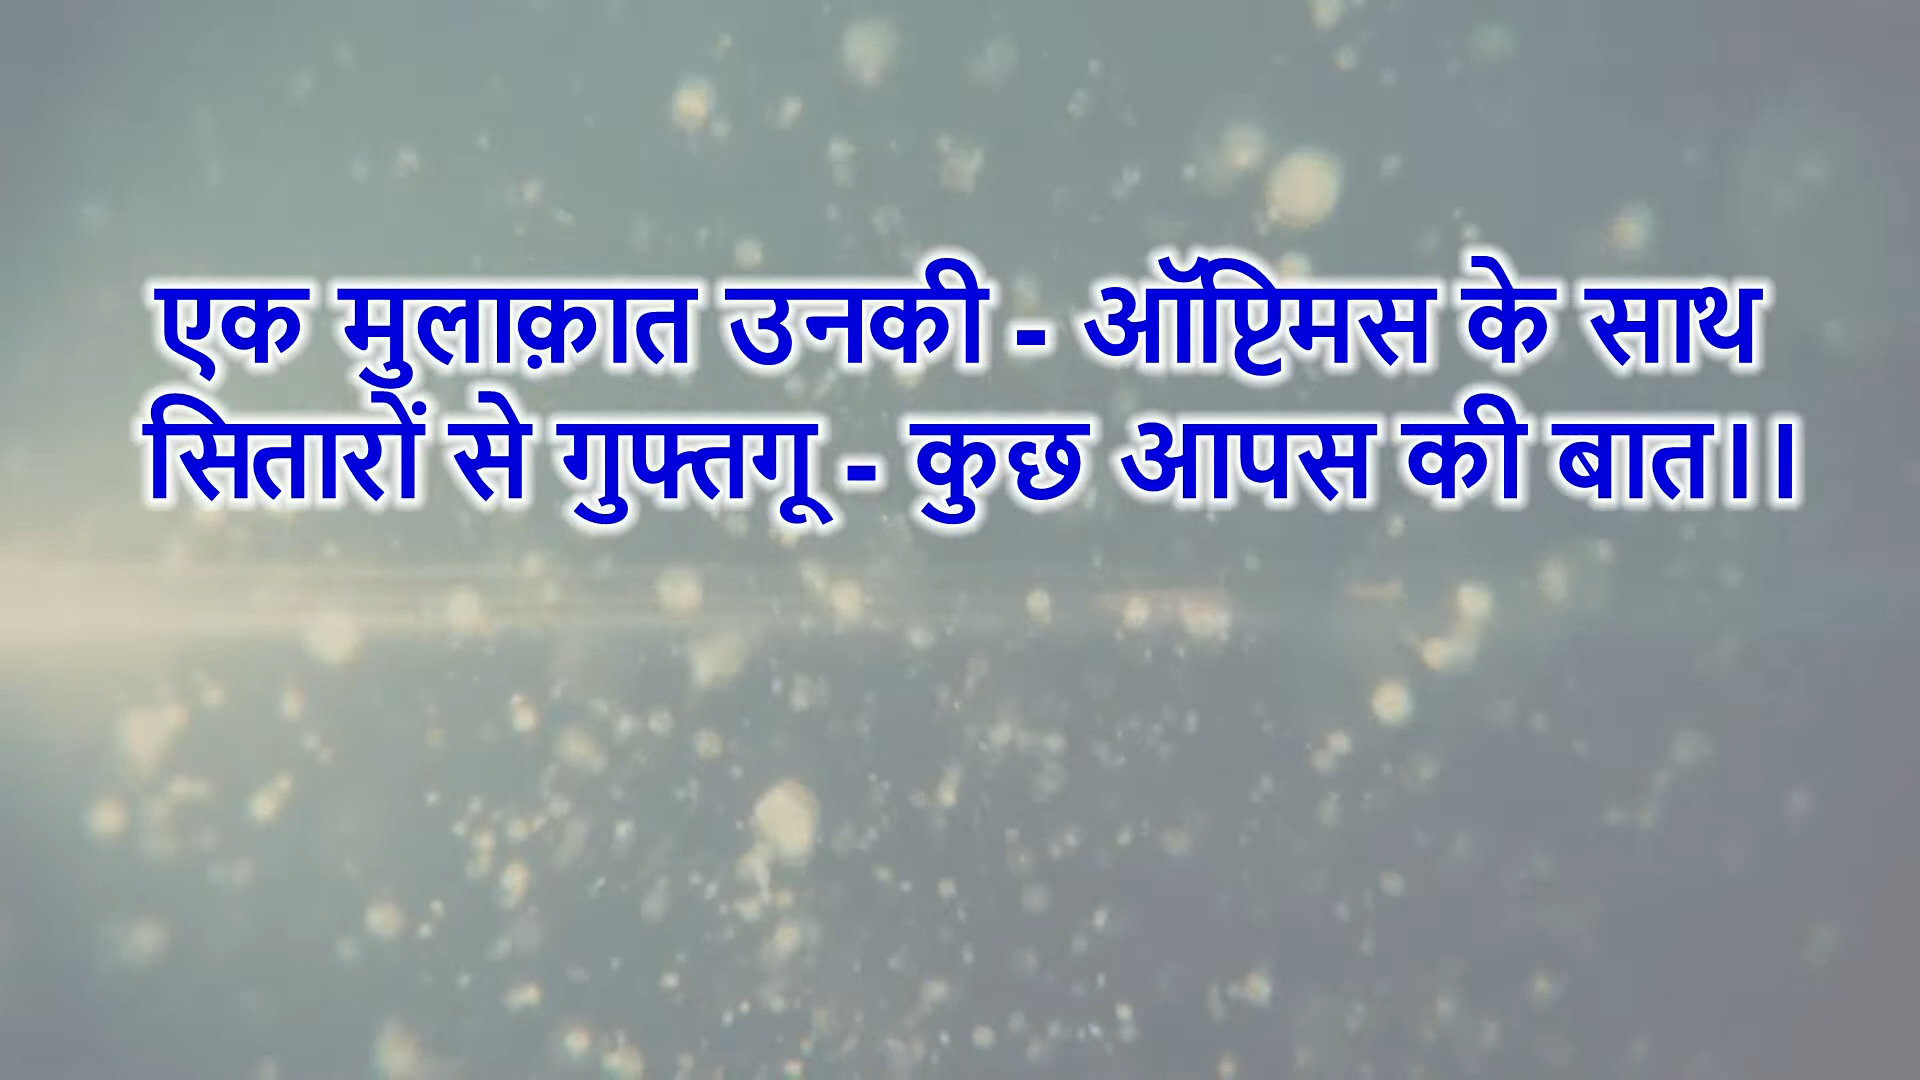 एक मुलाक़ात उनकी - ऑप्टिमस के साथ
सितारों से गुफ्तगू - कुछ आपस की बात।।